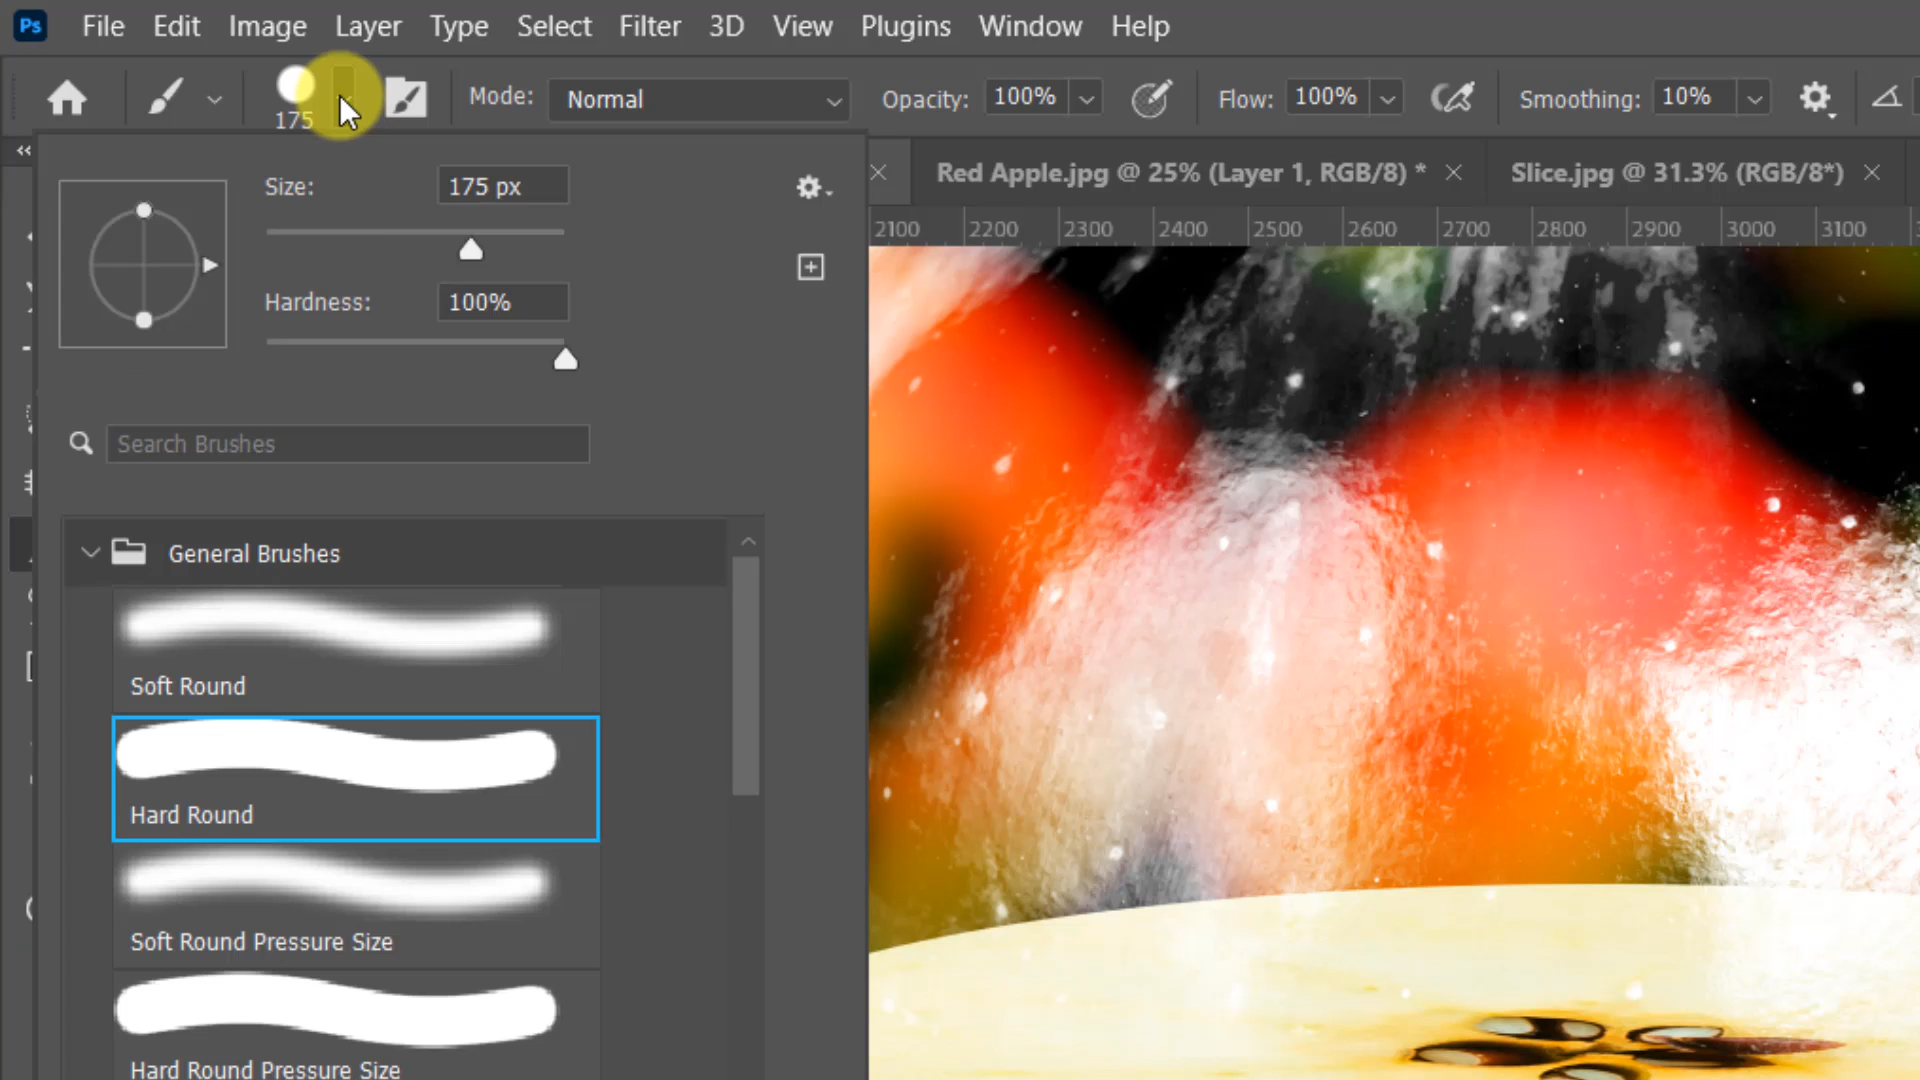 Ps File Edit Image Layer Type Select Filter 3D View Plugins Window Help
175 Mode: Normal Opacity: 100% Flow: 100% Smoothing: 10%
Red Apple.jpg @ 25% (Layer 1, RGB/8) * Slice.jpg @ 31.3% (RGB/8*)
2100 2200 2300 2400 2500 2600 2700 2800 2900 3000 3100
Size: 175 px
Hardness: 100%
Search Brushes
General Brushes
Soft Round
Hard Round
Soft Round Pressure Size
Hard Round Pressure Size